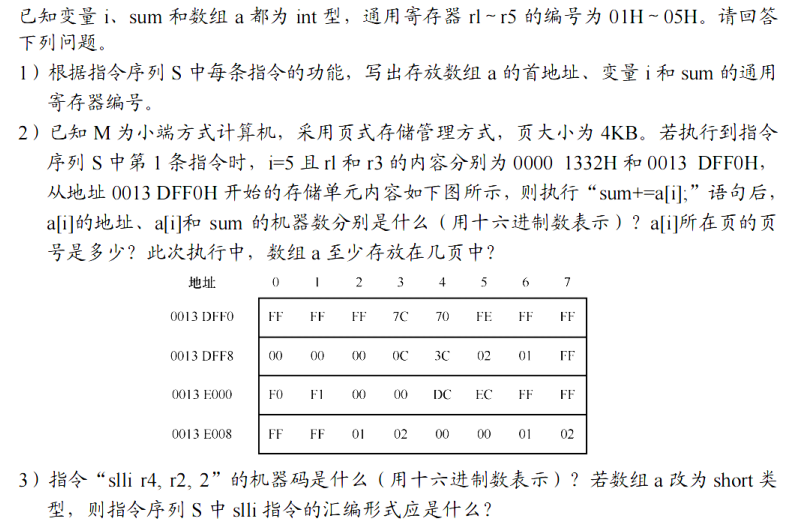 已知变量 i、sum 和数组 a 都为 int 型，通用寄存器 r1～r5 的编号为 01H～05H。请回答
下列问题。
1）根据指令序列 S 中每条指令的功能，写出存放数组 a 的首地址、变量 i 和 sum 的通用
寄存器编号。
2）已知 M 为小端方式计算机，采用页式存储管理方式，页大小为 4KB。若执行到指令
序列 S 中第 1 条指令时，i=5 且 r1 和 r3 的内容分别为 0000 1332H 和 0013 DFF0H，
从地址 0013 DFF0H 开始的存储单元内容如下图所示，则执行“sum+=a[i];”语句后，
a[i]的地址、a[i]和 sum 的机器数分别是什么（用十六进制数表示）？a[i]所在页的页
号是多少？此次执行中，数组 a 至少存放在几页中？
地址 0 1 2 3 4 5 6 7
0013 DFF0 FF FF FF 7C 70 FE FF FF
0013 DFF8 00 00 00 0C 3C 02 01 FF
0013 E000 F0 F1 00 00 DC EC FF FF
0013 E008 FF FF 01 02 00 00 01 02
3）指令“slli r4, r2, 2”的机器码是什么（用十六进制数表示）？若数组 a 改为 short 类
型，则指令序列 S 中 slli 指令的汇编形式应是什么？